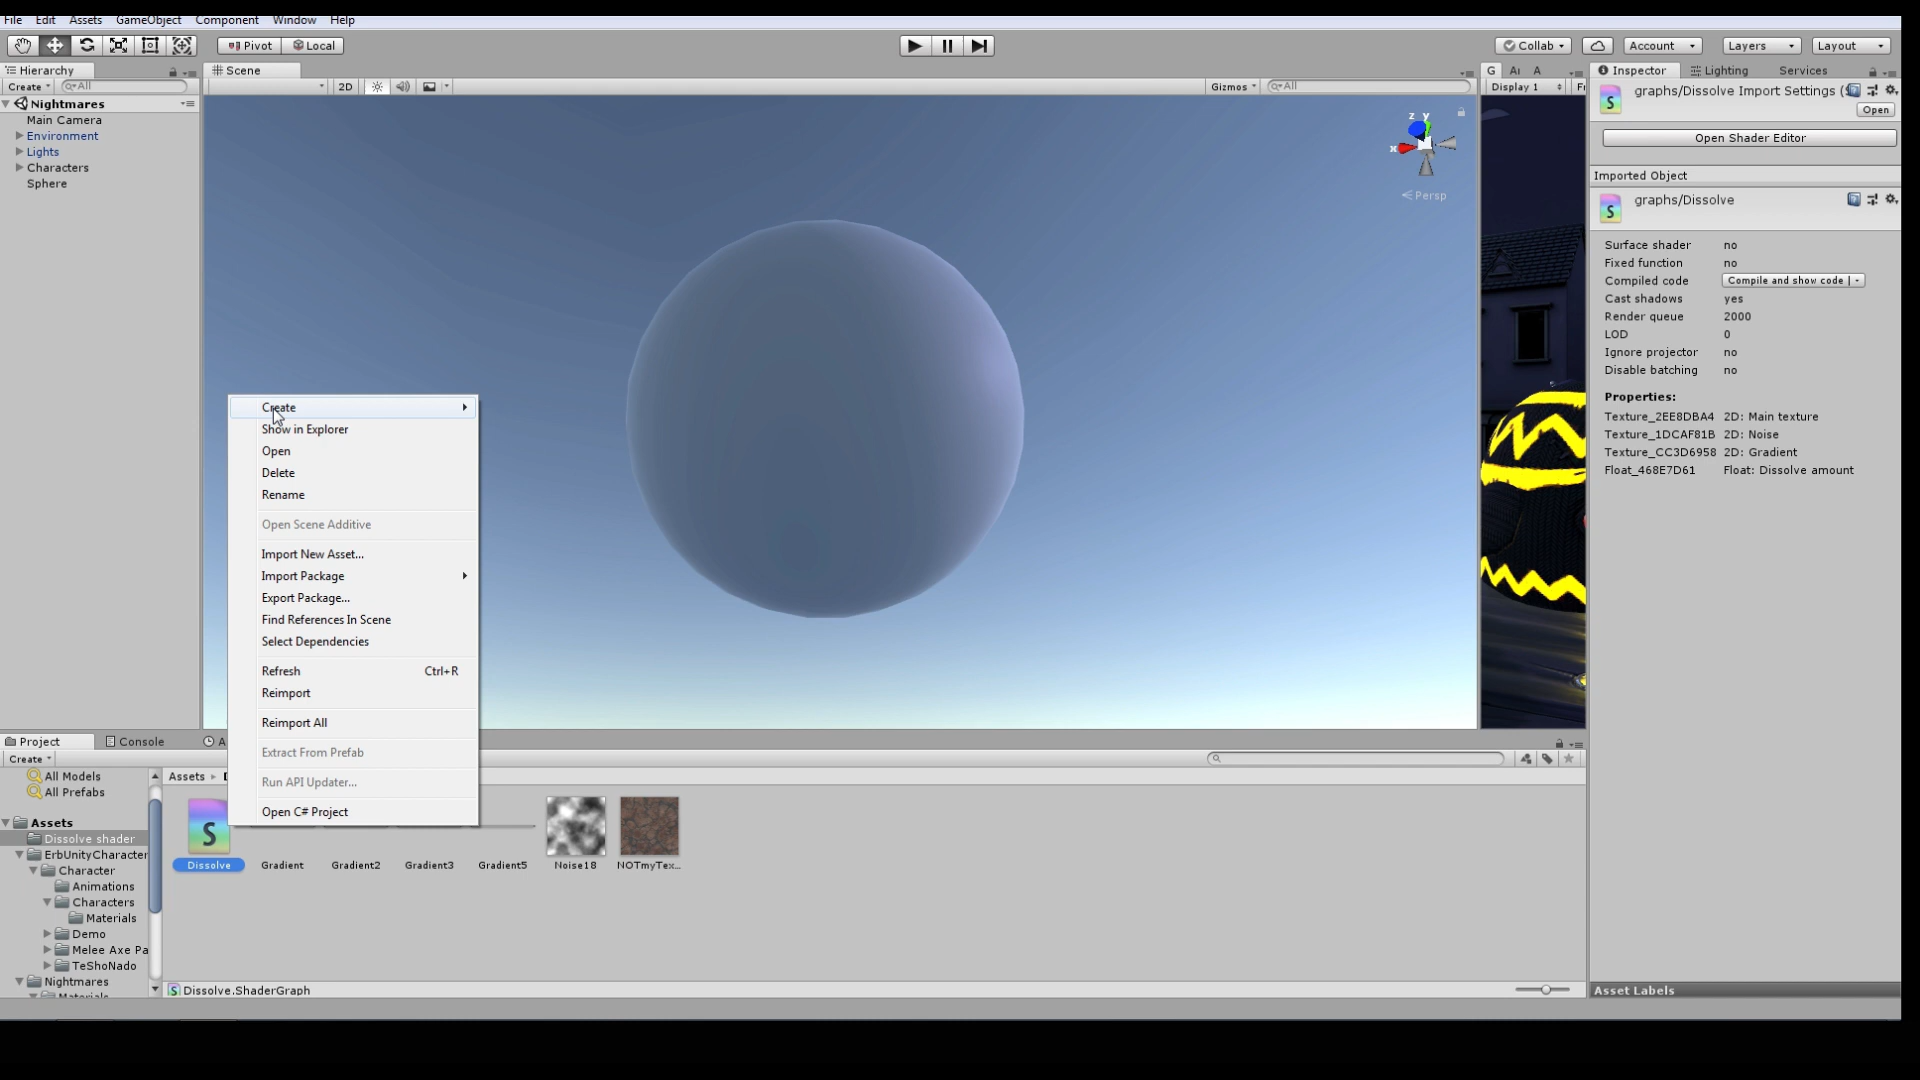 File Edit Assets GameObject Component Window Help
Pivot Local Collab Account Layers Layout
Hierarchy Scene G Aı A Inspector Lighting Services
Create All 2D Gizmos All Display 1 Fr
graphs/Dissolve Import Settings (S
Open
Nightmares
Main Camera
Environment
Lights
Characters
Sphere
z y
x
Persp
Open Shader Editor
Imported Object
graphs/Dissolve
Surface shader no
Fixed function no
Compiled code Compile and show code
Cast shadows yes
Render queue 2000
LOD 0
Ignore projector no
Disable batching no
Properties:
Texture_2EE8DBA4 2D: Main texture
Texture_1DCAF81B 2D: Noise
Texture_CC3D6958 2D: Gradient
Float_468E7D61 Float: Dissolve amount
Create
Show in Explorer
Open
Delete
Rename
Open Scene Additive
Import New Asset...
Import Package
Export Package...
Find References In Scene
Select Dependencies
Refresh Ctrl+R
Reimport
Reimport All
Extract From Prefab
Run API Updater...
Open C# Project
Project Console A
Create
All Models
All Prefabs
Assets
Dissolve shader
ErbUnityCharacter
Character
Animations
Characters
Materials
Demo
Melee Axe Pa
TeShoNado
Nightmares
Materials
Assets
S
Dissolve Gradient Gradient2 Gradient3 Gradient5 Noise18 NOTmyTex...
Dissolve.ShaderGraph
Asset Labels